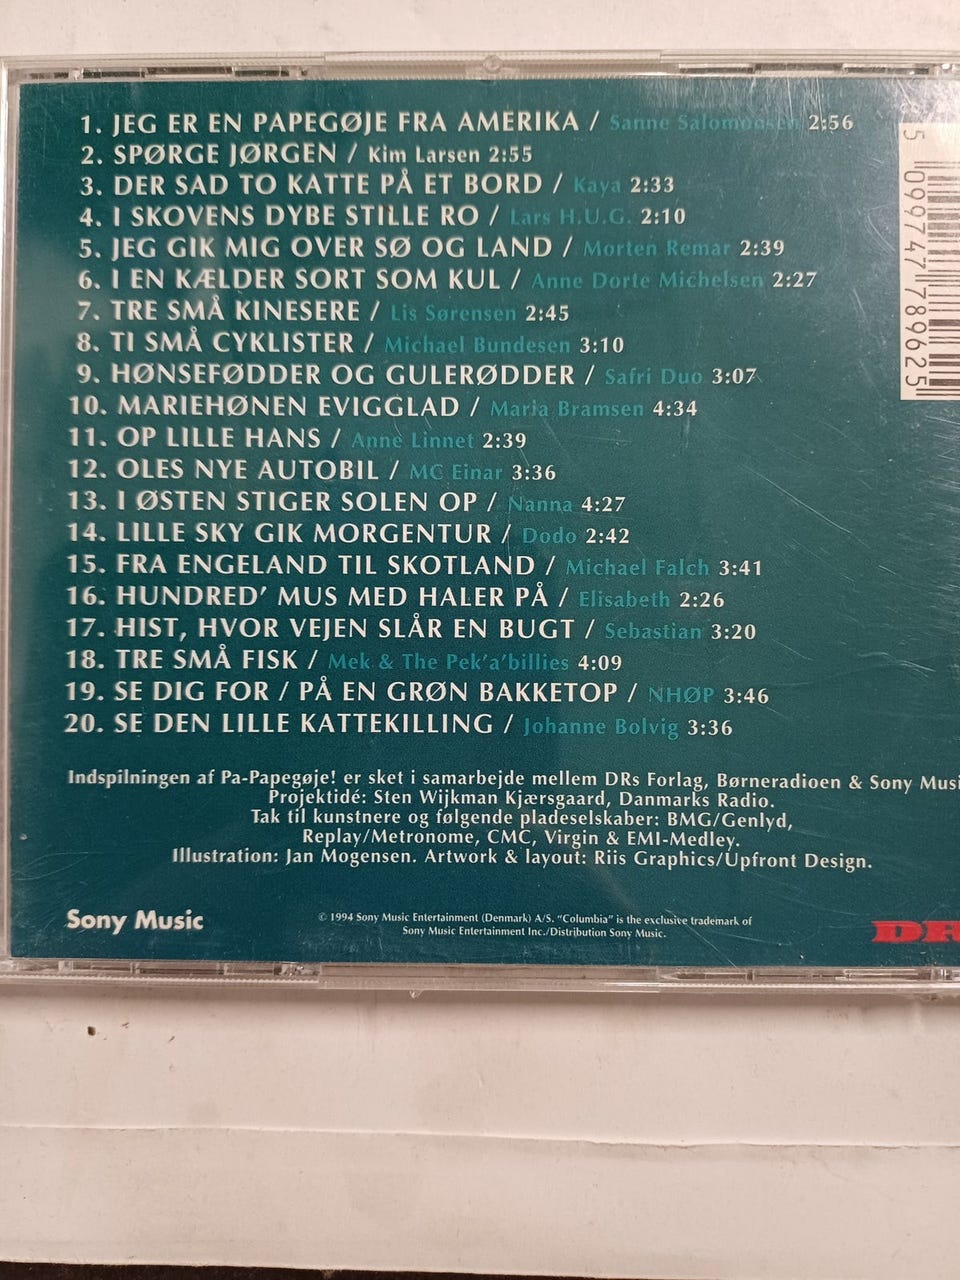 1. JEG ER EN PAPEGØJE FRA AMERIKA / Sanne Salomonsen 2:56
2. SPØRGE JØRGEN / Kim Larsen 2:55
3. DER SAD TO KATTE PÅ ET BORD / Kaya 2:33
4. I SKOVENS DYBE STILLE RO / Lars H.U.G. 2:10
5. JEG GIK MIG OVER SØ OG LAND / Morten Remar 2:39
6. I EN KÆLDER SORT SOM KUL / Anne Dorte Michelsen 2:27
7. TRE SMÅ KINESERE / Lis Sørensen 2:45
8. TI SMÅ CYKLISTER / Michael Bundesen 3:10
9. HØNSEFØDDER OG GULERØDDER / Safri Duo 3:07
10. MARIEHØNEN EVIGGLAD / Maria Bramsen 4:34
11. OP LILLE HANS / Anne Linnet 2:39
12. OLES NYE AUTOBIL / MC Einar 3:36
13. I ØSTEN STIGER SOLEN OP / Nanna 4:27
14. LILLE SKY GIK MORGENTUR / Dodo 2:42
15. FRA ENGELAND TIL SKOTLAND / Michael Falch 3:41
16. HUNDRED' MUS MED HALER PÅ / Elisabeth 2:26
17. HIST, HVOR VEJEN SLÅR EN BUGT / Sebastian 3:20
18. TRE SMÅ FISK / Mek & The Pek'a'billies 4:09
19. SE DIG FOR / PÅ EN GRØN BAKKETOP / NHØP 3:46
20. SE DEN LILLE KATTEKILLING / Johanne Bolvig 3:36
5 099747 789625
Indspilningen af Pa-Papegøje! er sket i samarbejde mellem DRs Forlag, Børneradioen & Sony Musi
Projektidé: Sten Wijkman Kjærsgaard, Danmarks Radio.
Tak til kunstnere og følgende pladeselskaber: BMG/Genlyd,
Replay/Metronome, CMC, Virgin & EMI-Medley.
Illustration: Jan Mogensen. Artwork & layout: Riis Graphics/Upfront Design.
Sony Music
© 1994 Sony Music Entertainment (Denmark) A/S. "Columbia" is the exclusive trademark of
Sony Music Entertainment Inc./Distribution Sony Music.
DR